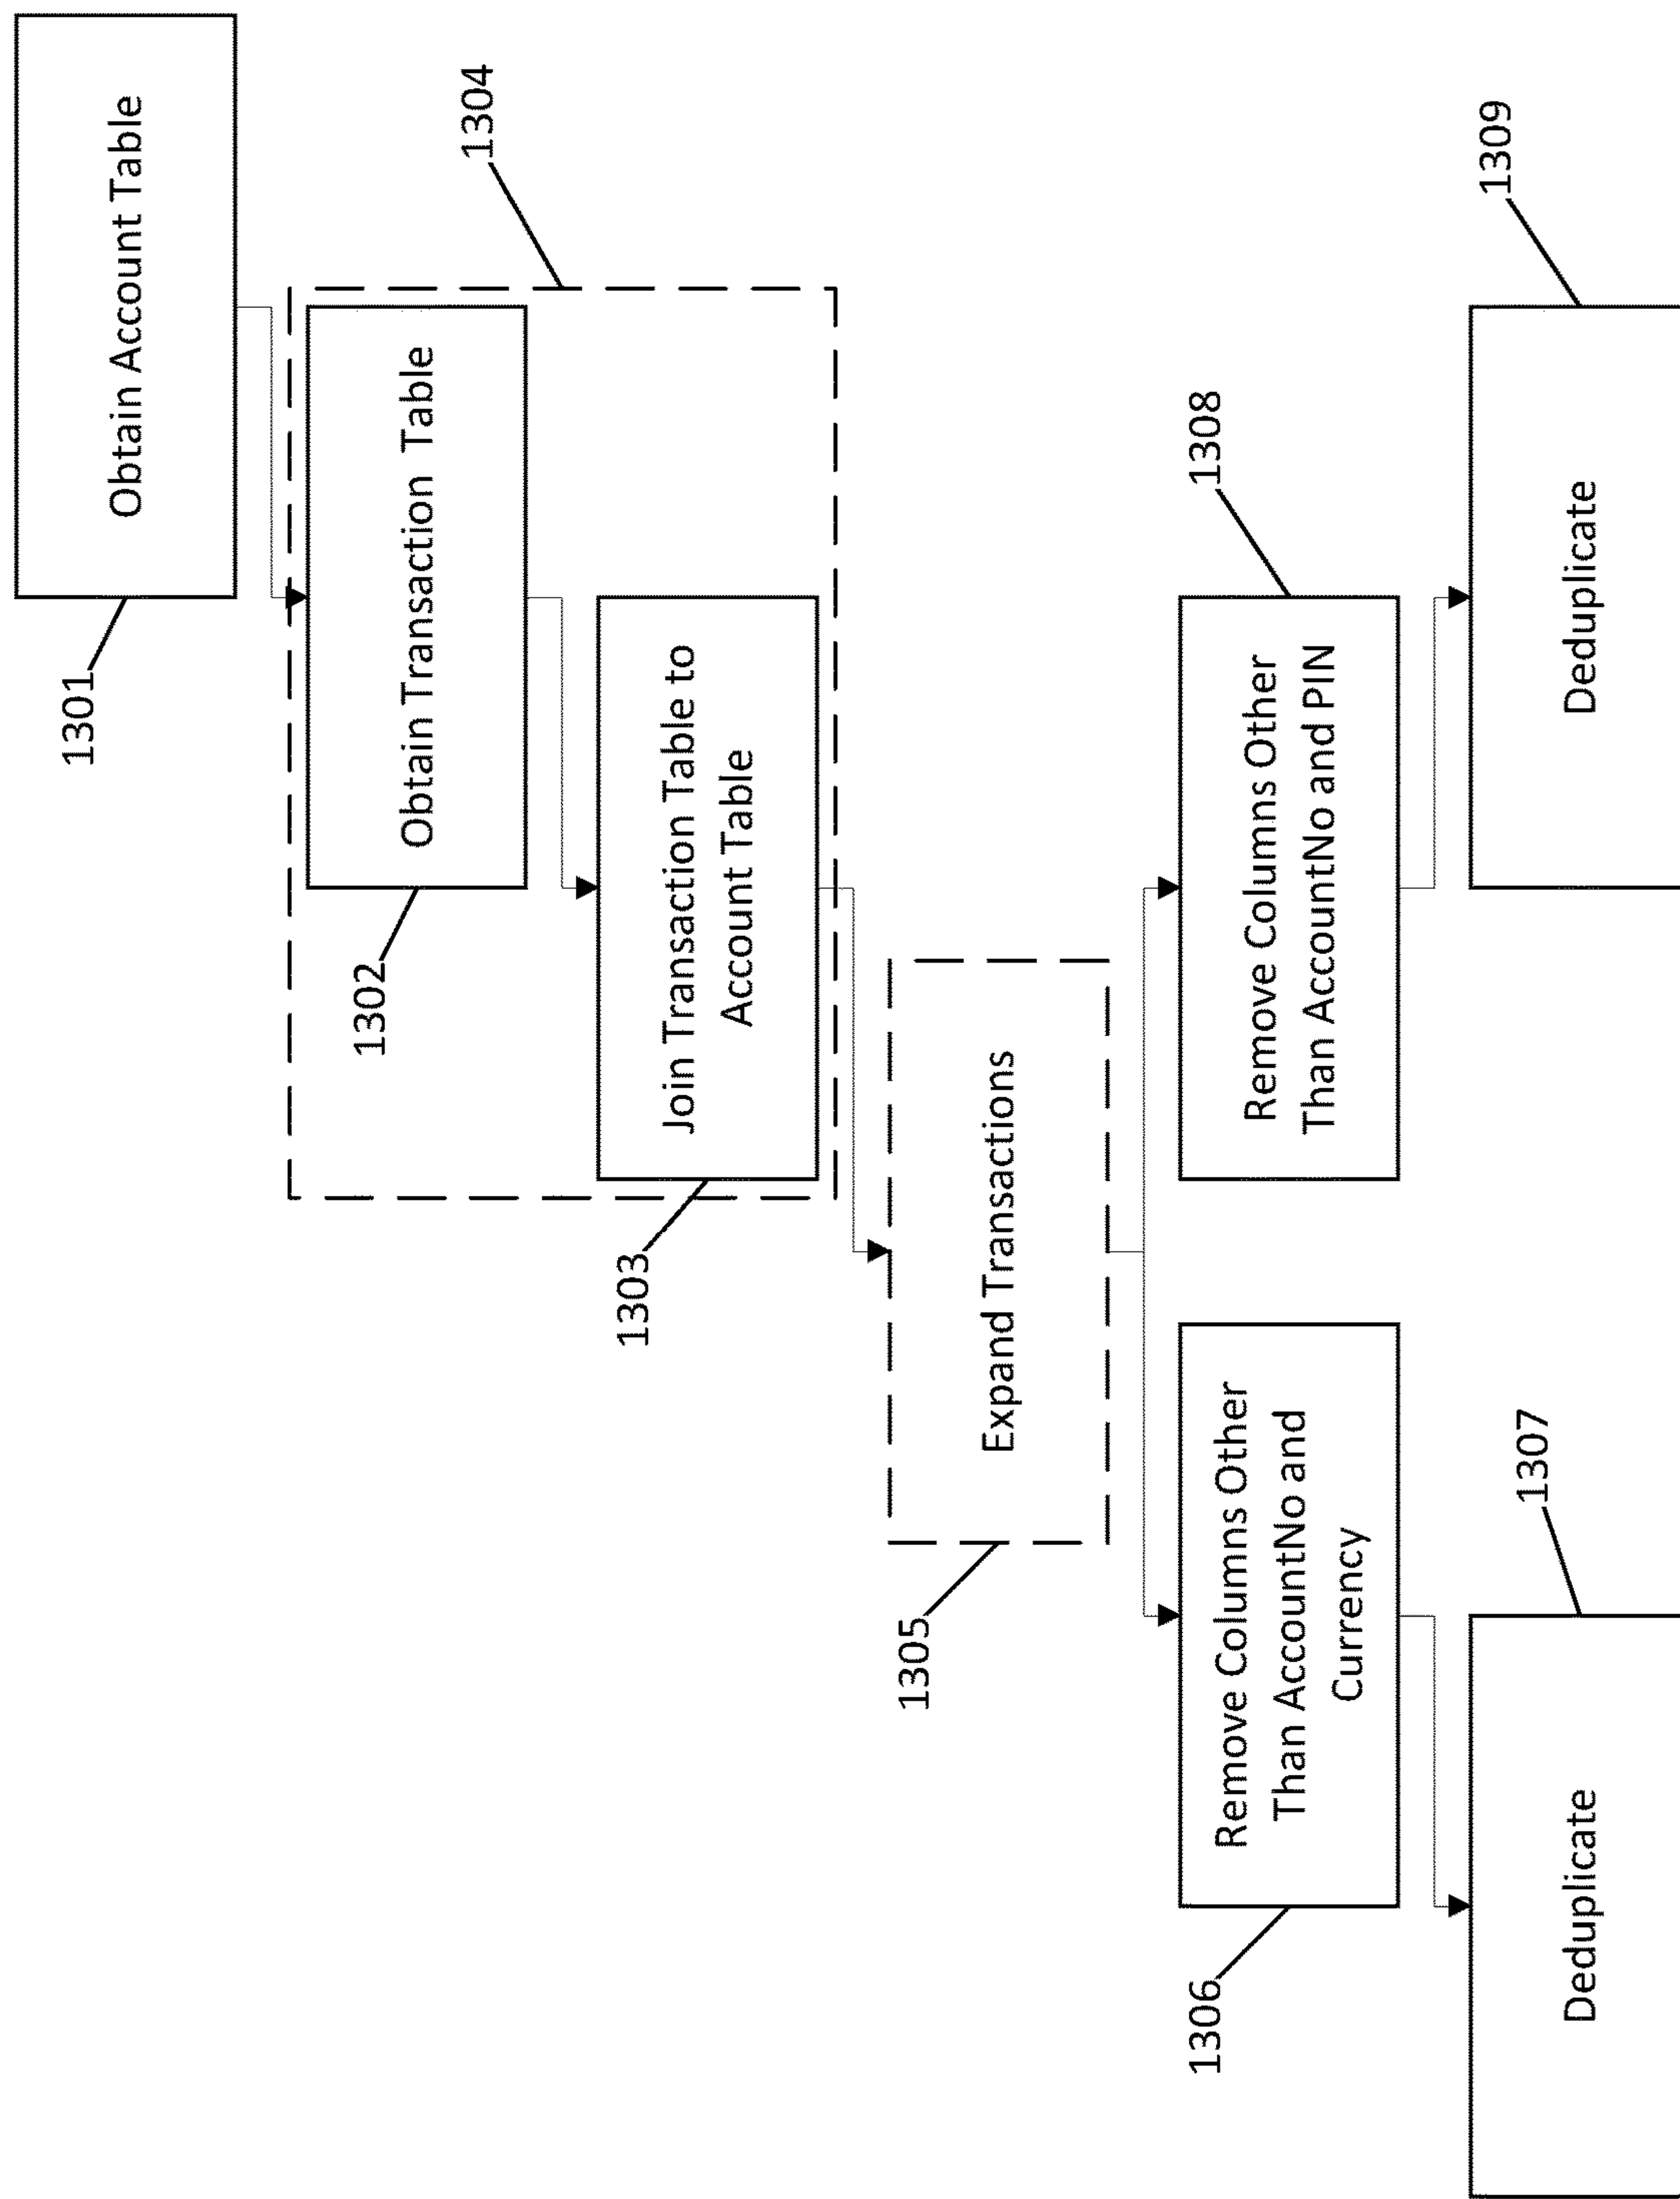 Obtain Account Table
1301
Obtain Transaction Table
1302
1304
Join Transaction Table to
Account Table
1303
Expand Transactions
1305
Remove Columns Other
Than AccountNo and
Currency
1306
Deduplicate
1307
Remove Columns Other
Than AccountNo and PIN
1308
Deduplicate
1309